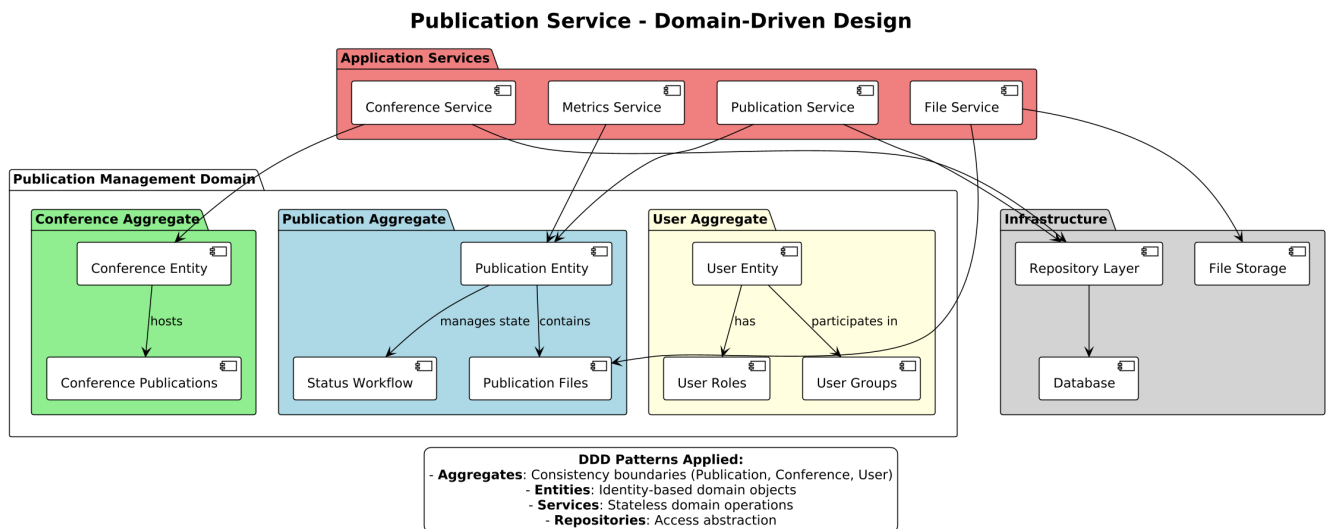 Publication Service - Domain-Driven Design
Application Services
Conference Service
Metrics Service
Publication Service
File Service
Publication Management Domain
Conference Aggregate
Publication Aggregate
User Aggregate
Infrastructure
Conference Entity
Publication Entity
User Entity
Repository Layer
File Storage
hosts
manages state
contains
has
participates in
Conference Publications
Status Workflow
Publication Files
User Roles
User Groups
Database
DDD Patterns Applied:
- Aggregates: Consistency boundaries (Publication, Conference, User)
- Entities: Identity-based domain objects
- Services: Stateless domain operations
- Repositories: Access abstraction